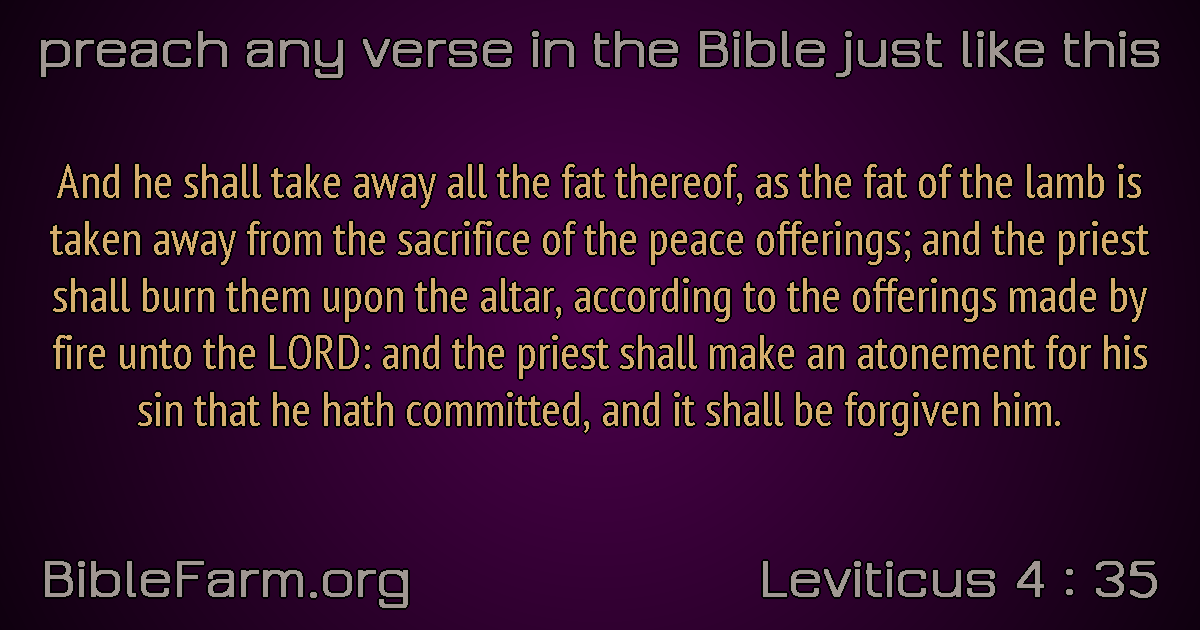 preach any verse in the Bible just like this
And he shall take away all the fat thereof, as the fat of the lamb is
taken away from the sacrifice of the peace offerings; and the priest
shall burn them upon the altar, according to the offerings made by
fire unto the LORD: and the priest shall make an atonement for his
sin that he hath committed, and it shall be forgiven him.
BibleFarm.org
Leviticus 4 : 35